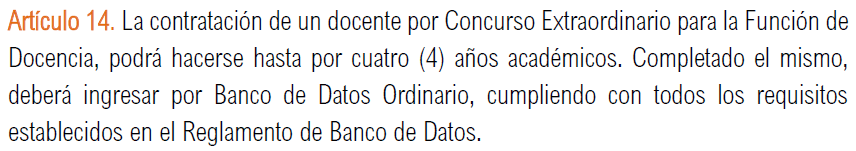 Artículo 14. La contratación de un docente por Concurso Extraordinario para la Función de
Docencia, podrá hacerse hasta por cuatro (4) años académicos. Completado el mismo,
deberá ingresar por Banco de Datos Ordinario, cumpliendo con todos los requisitos
establecidos en el Reglamento de Banco de Datos.